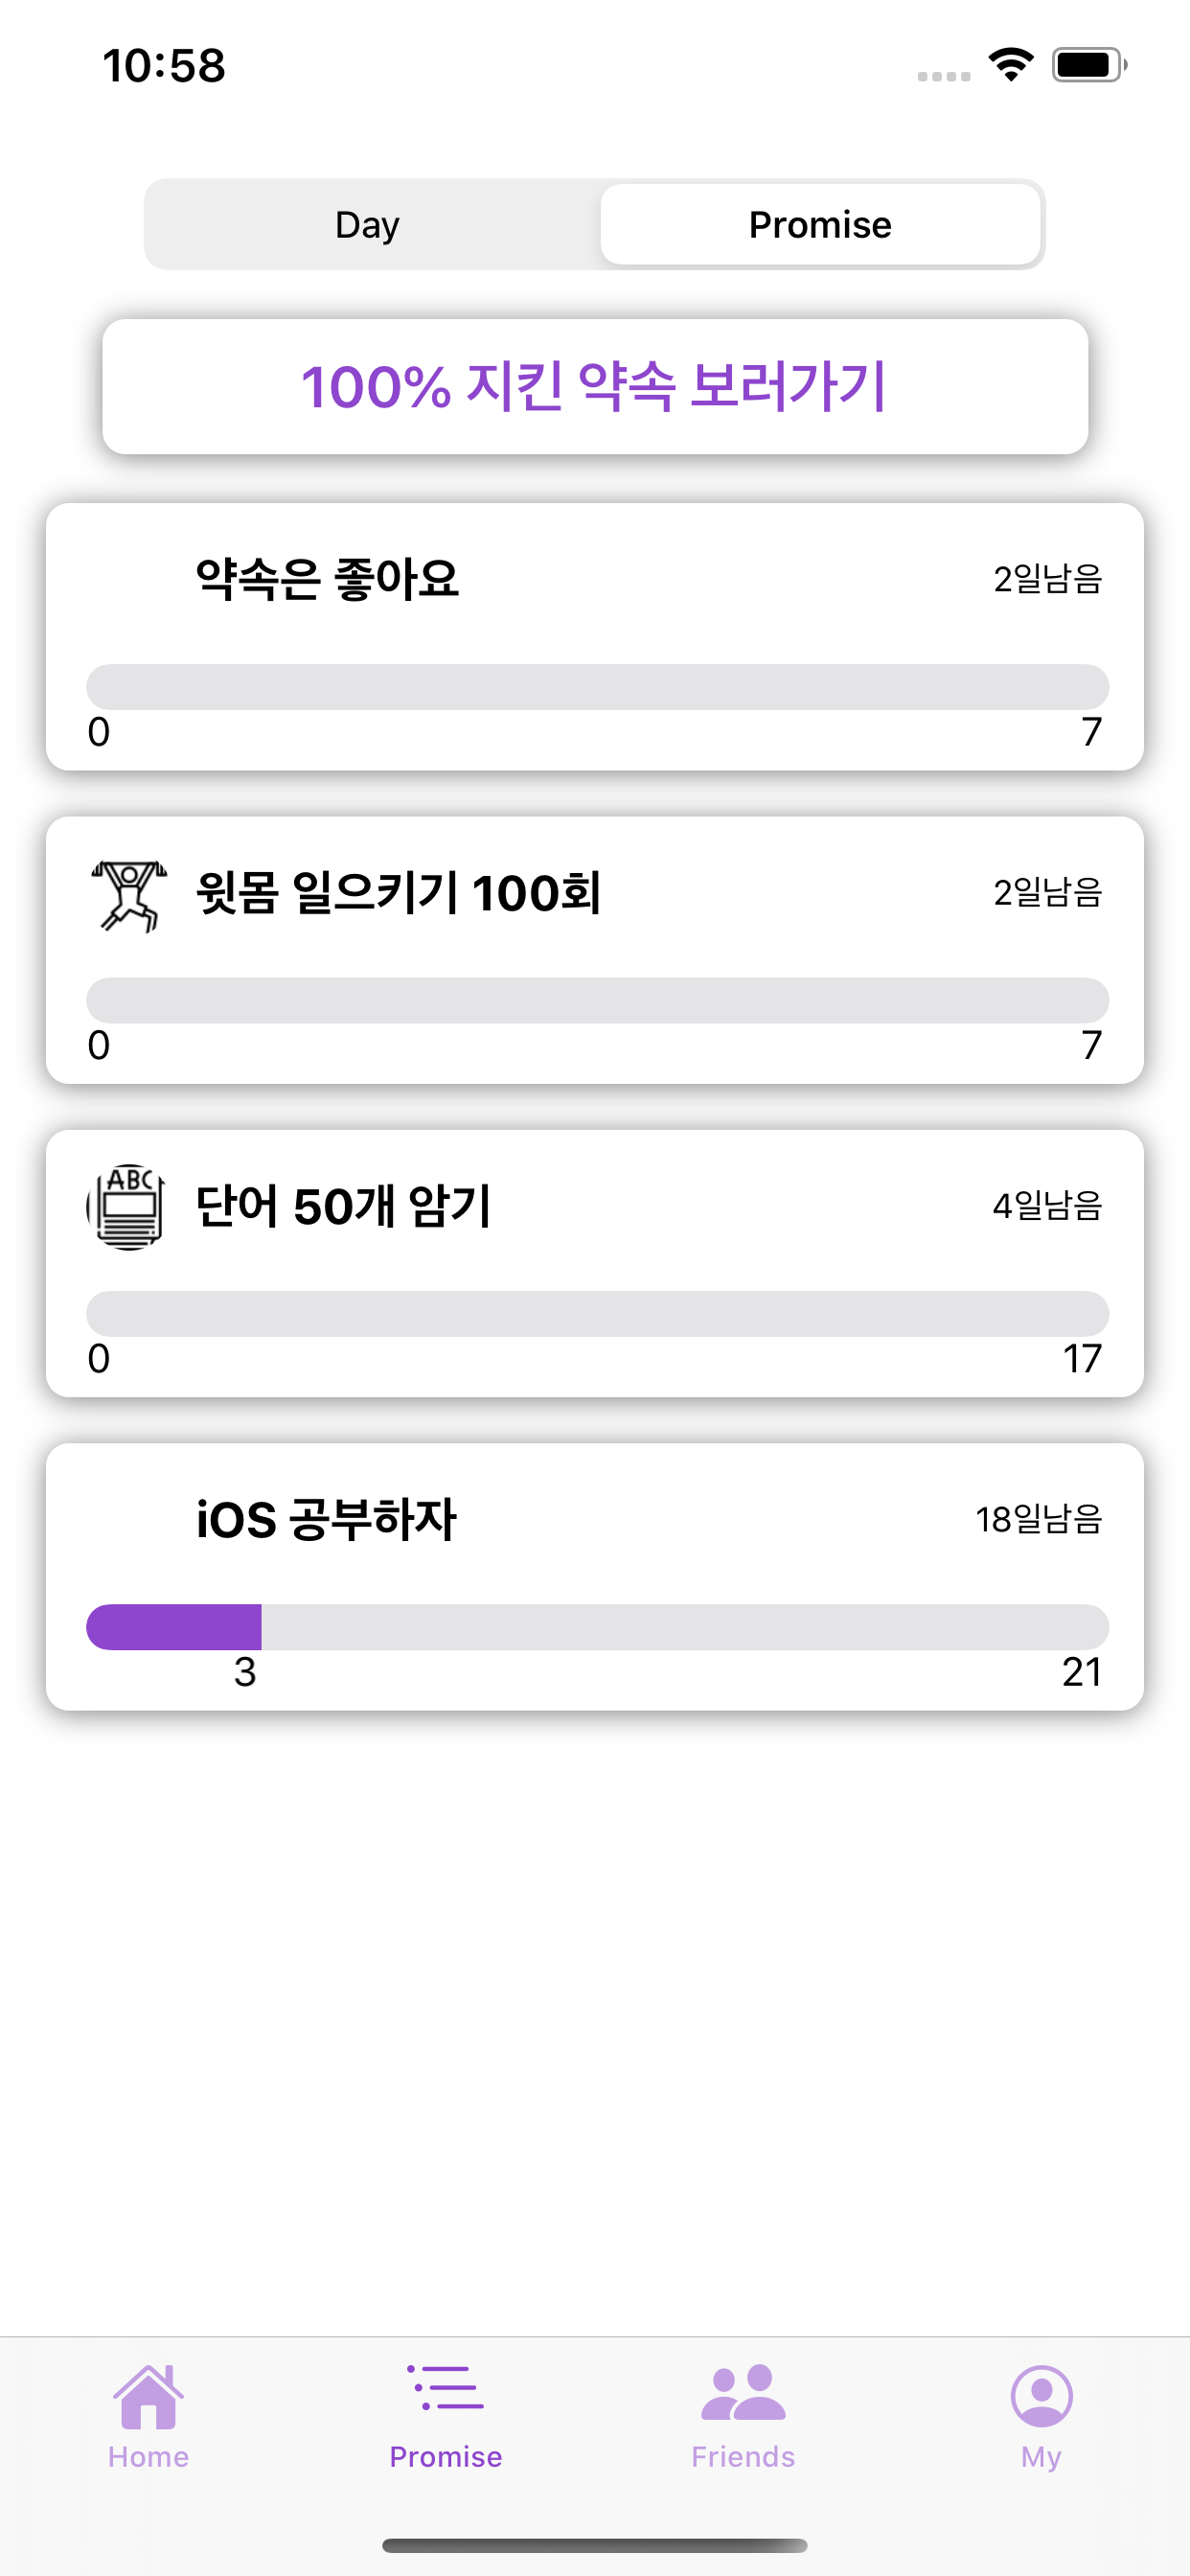 10:58
Day Promise
100% 지킨 약속 보러가기
약속은 좋아요 2일남음
0 7
윗몸 일으키기 100회 2일남음
0 7
ABC
단어 50개 암기 4일남음
0 17
iOS 공부하자 18일남음
3 21
Home Promise Friends My